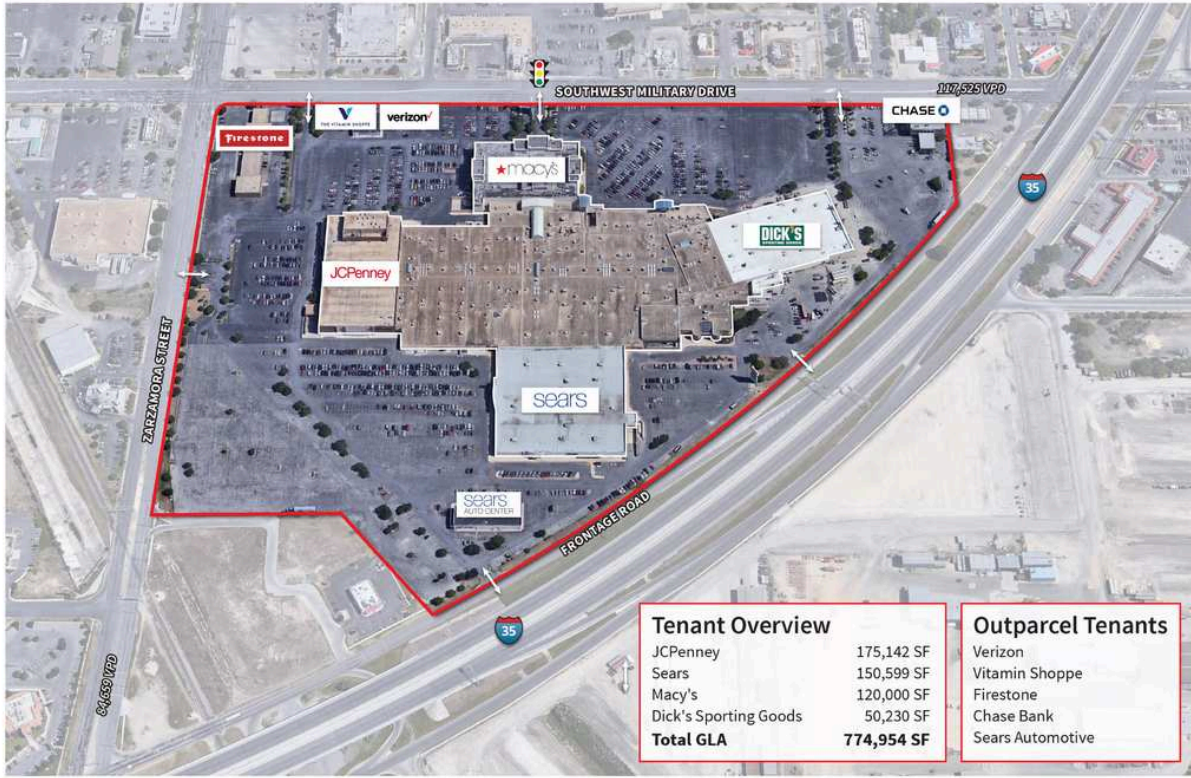 SOUTHWEST MILITARY DRIVE
117,525 VPD
CHASE
Firestone
THE VITAMIN SHOPPE
verizon
macy's
35
DICK'S
SPORTING GOODS
JCPenney
ZARZAMORA STREET
sears
sears
AUTO CENTER
FRONTAGE ROAD
35
84,659 VPD
Tenant Overview
JCPenney 175,142 SF
Sears 150,599 SF
Macy's 120,000 SF
Dick's Sporting Goods 50,230 SF
Total GLA 774,954 SF
Outparcel Tenants
Verizon
Vitamin Shoppe
Firestone
Chase Bank
Sears Automotive